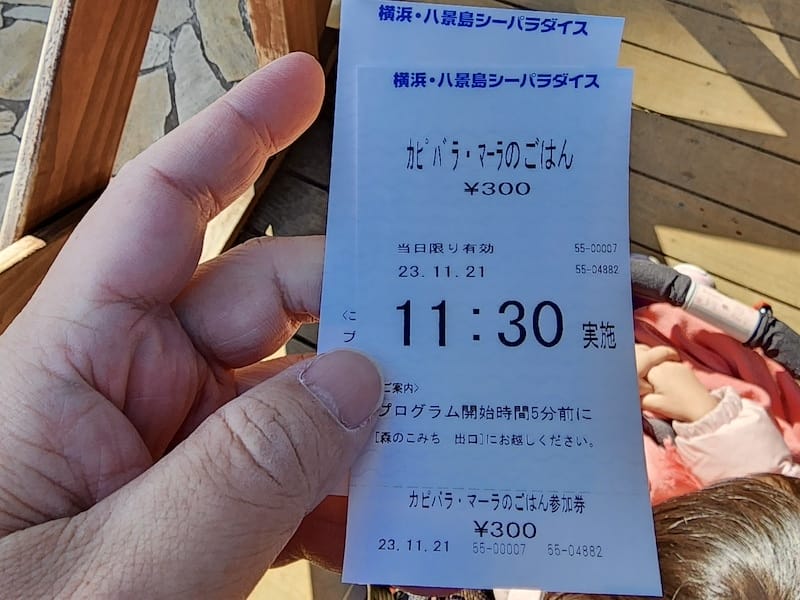 横浜・八景島シーパラダイス
横浜・八景島シーパラダイス
ｶﾋﾟﾊﾞﾗ・ﾏｰﾗのごはん
¥300
当日限り有効 55-00007
23.11.21 55-04882
11:30 実施
<こ
プ
ご案内>
プログラム開始時間5分前に
[森のこみち 出口]にお越しください。
カピバラ・マーラのごはん参加券
¥300
23.11.21 55-00007 55-04882